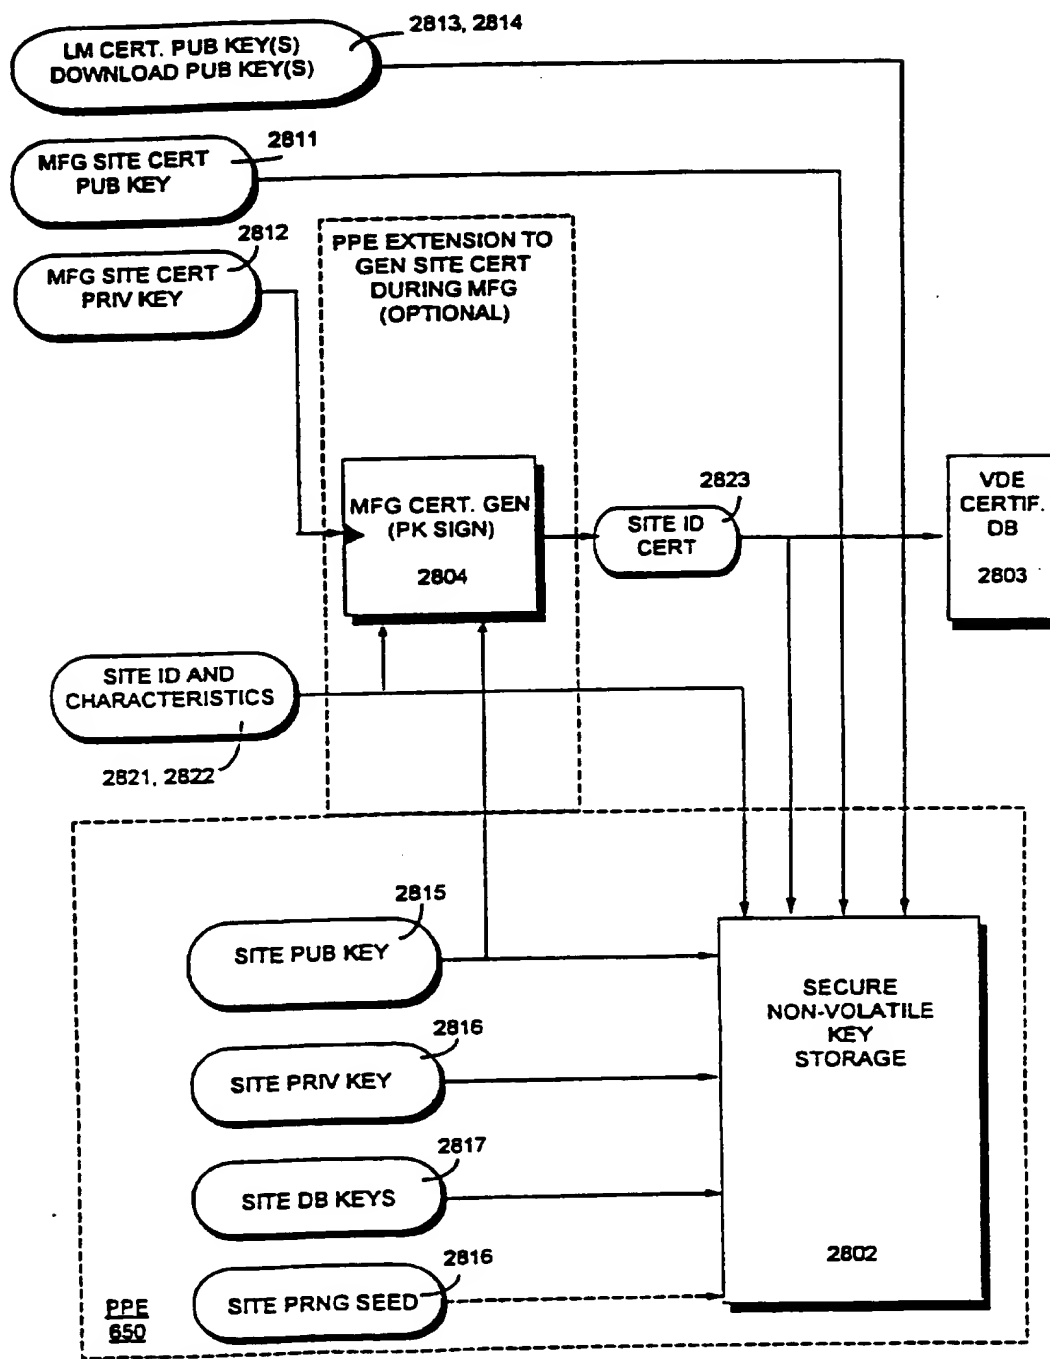 2813, 2814
LM CERT. PUB KEY(S)
DOWNLOAD PUB KEY(S)
2811
MFG SITE CERT
PUB KEY
2812
MFG SITE CERT
PRIV KEY
PPE EXTENSION TO
GEN SITE CERT
DURING MFG
(OPTIONAL)
MFG CERT. GEN
(PK SIGN)
2804
2823
SITE ID
CERT
VDE
CERTIF.
DB
2803
SITE ID AND
CHARACTERISTICS
2821, 2822
2815
SITE PUB KEY
2816
SITE PRIV KEY
2817
SITE DB KEYS
2816
SITE PRNG SEED
SECURE
NON-VOLATILE
KEY
STORAGE
2802
PPE
650